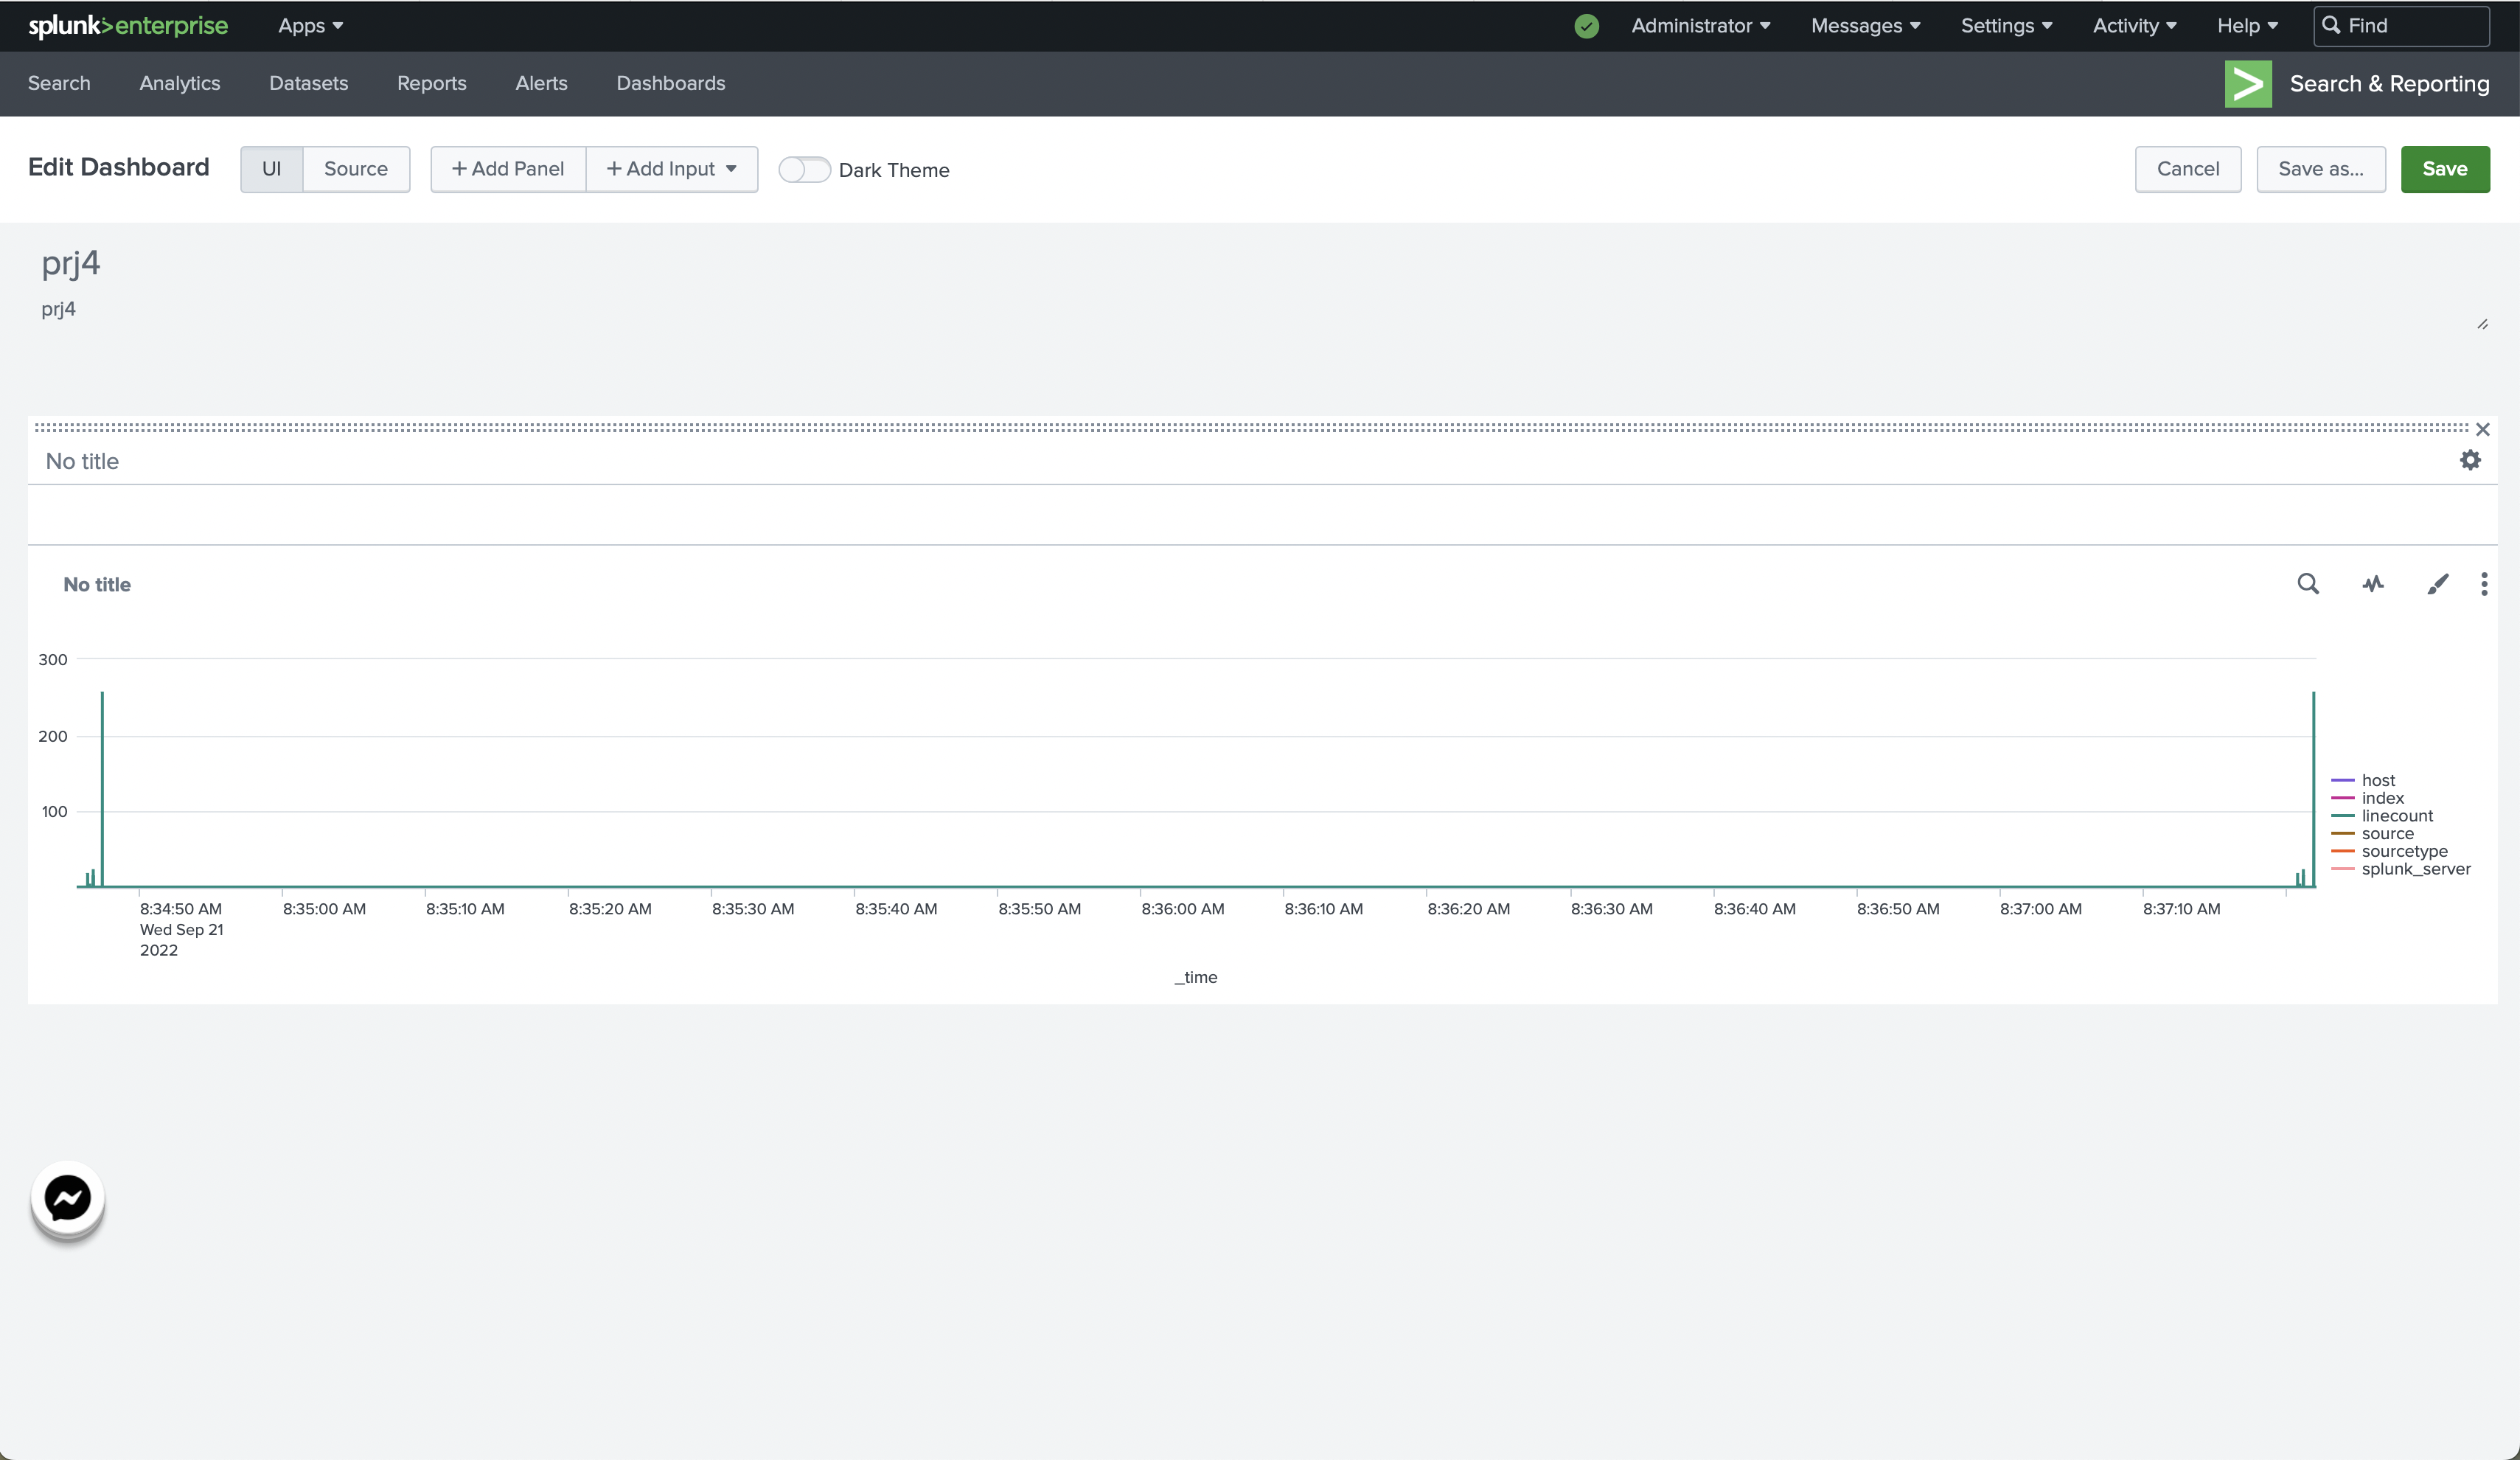 splunk>enterprise Apps Administrator Messages Settings Activity Help Find
Search Analytics Datasets Reports Alerts Dashboards Search & Reporting
Edit Dashboard UI Source + Add Panel + Add Input Dark Theme Cancel Save as... Save
prj4
prj4
No title
No title
300
200
100
host
index
linecount
source
sourcetype
splunk_server
8:34:50 AM 8:35:00 AM 8:35:10 AM 8:35:20 AM 8:35:30 AM 8:35:40 AM 8:35:50 AM 8:36:00 AM 8:36:10 AM 8:36:20 AM 8:36:30 AM 8:36:40 AM 8:36:50 AM 8:37:00 AM 8:37:10 AM
Wed Sep 21
2022
_time